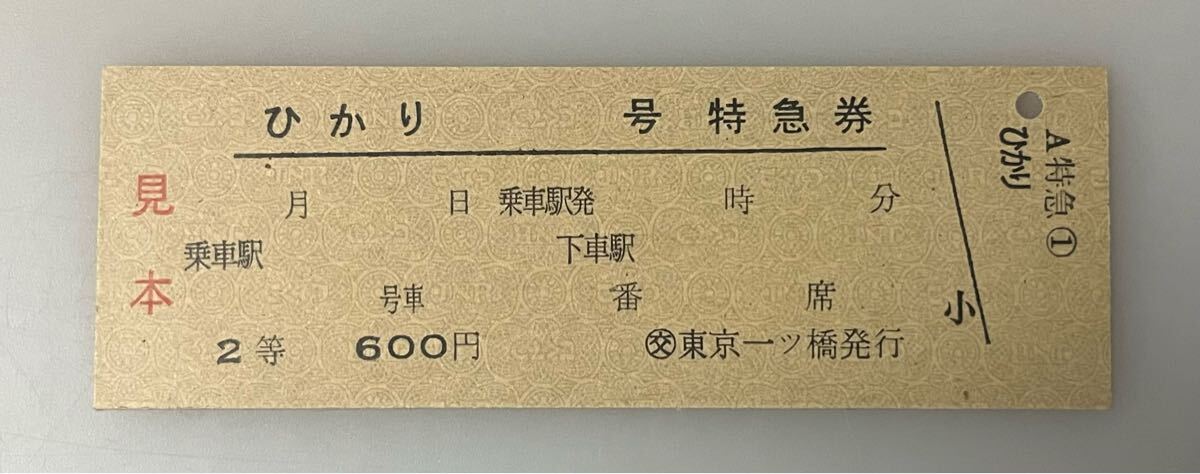 ひかり 号 特急券
見本
月 日 乗車駅発 時 分
乗車駅 下車駅
号車 番 席
2等 600円 ㊋東京一ッ橋発行
小
A特急①
ひかり